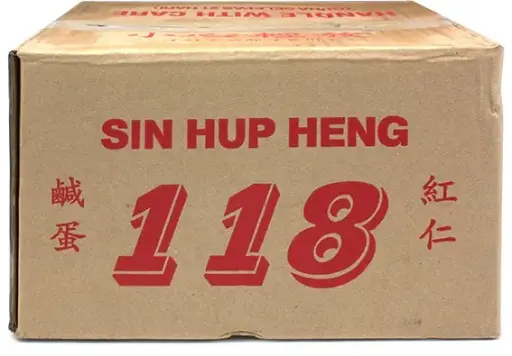 HANDLE WITH CARE
SIN HUP HENG
鹹蛋
118
紅仁